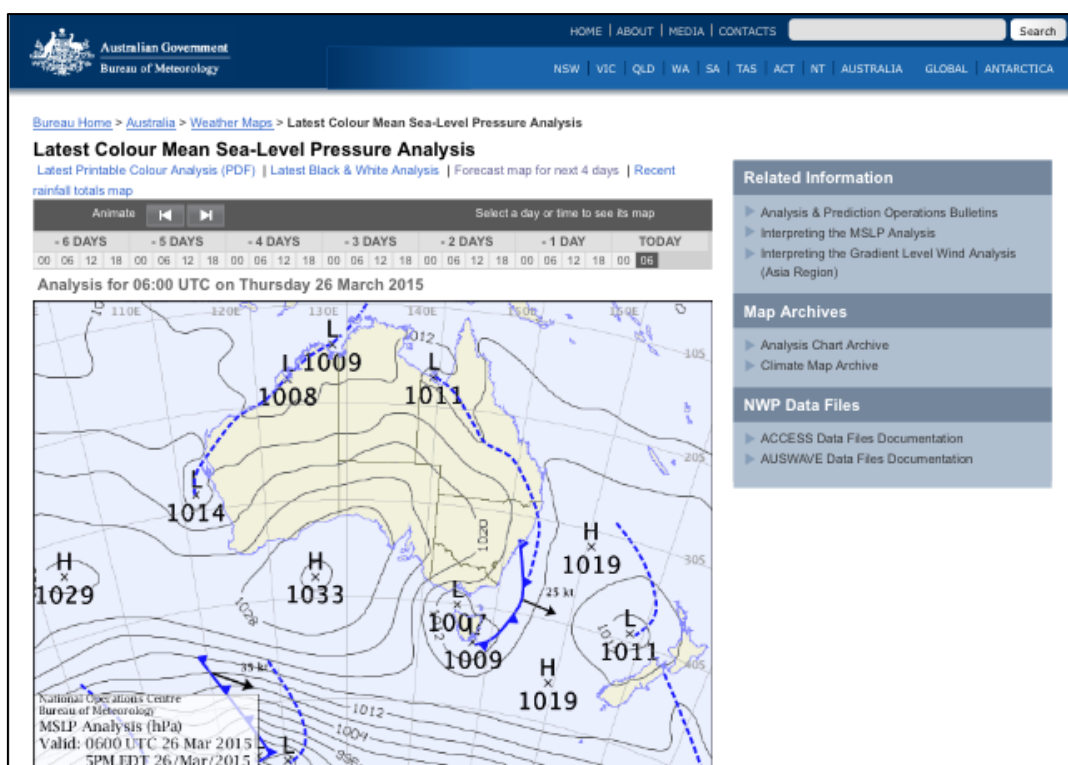 HOME | ABOUT | MEDIA | CONTACTS Search
Australian Government
Bureau of Meteorology
NSW | VIC | QLD | WA | SA | TAS | ACT | NT | AUSTRALIA GLOBAL | ANTARCTICA
Bureau Home > Australia > Weather Maps > Latest Colour Mean Sea-Level Pressure Analysis
Latest Colour Mean Sea-Level Pressure Analysis
Latest Printable Colour Analysis (PDF) | Latest Black & White Analysis | Forecast map for next 4 days | Recent
rainfall totals map
Animate Select a day or time to see its map
- 6 DAYS - 5 DAYS - 4 DAYS - 3 DAYS - 2 DAYS - 1 DAY TODAY
00 06 12 18 00 06 12 18 00 06 12 18 00 06 12 18 00 06 12 18 00 06 12 18 00 06
Analysis for 06:00 UTC on Thursday 26 March 2015
110E 120E 130E 140E 150E 160E
L 1012
L 1009 L 10S
1008 1011
20S
L
1014
1020
H
1019 30S
H H
1029 1033
25 kt
L
1028 1007 L
L 1011
1009 H 40S
1019
35 kt
National Operations Centre
Bureau of Meteorology
MSLP Analysis (hPa) 1012
Valid: 0600 UTC 26 Mar 2015 1004
L 996
5PM EDT 26/Mar/2015
Related Information
Analysis & Prediction Operations Bulletins
Interpreting the MSLP Analysis
Interpreting the Gradient Level Wind Analysis
(Asia Region)
Map Archives
Analysis Chart Archive
Climate Map Archive
NWP Data Files
ACCESS Data Files Documentation
AUSWAVE Data Files Documentation